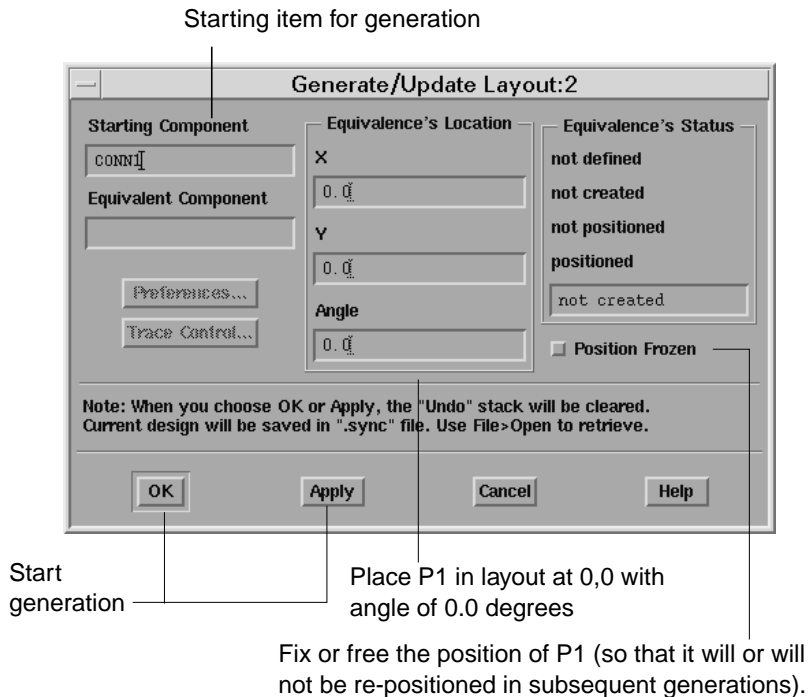 Starting item for generation
Generate/Update Layout:2
Starting Component
CONN1
Equivalent Component
Preferences...
Trace Control...
Equivalence's Location
X
0.0
Y
0.0
Angle
0.0
Equivalence's Status
not defined
not created
not positioned
positioned
not created
Position Frozen
Note: When you choose OK or Apply, the "Undo" stack will be cleared.
Current design will be saved in ".sync" file. Use File>Open to retrieve.
OK
Apply
Cancel
Help
Start
generation
Place P1 in layout at 0,0 with
angle of 0.0 degrees
Fix or free the position of P1 (so that it will or will
not be re-positioned in subsequent generations).